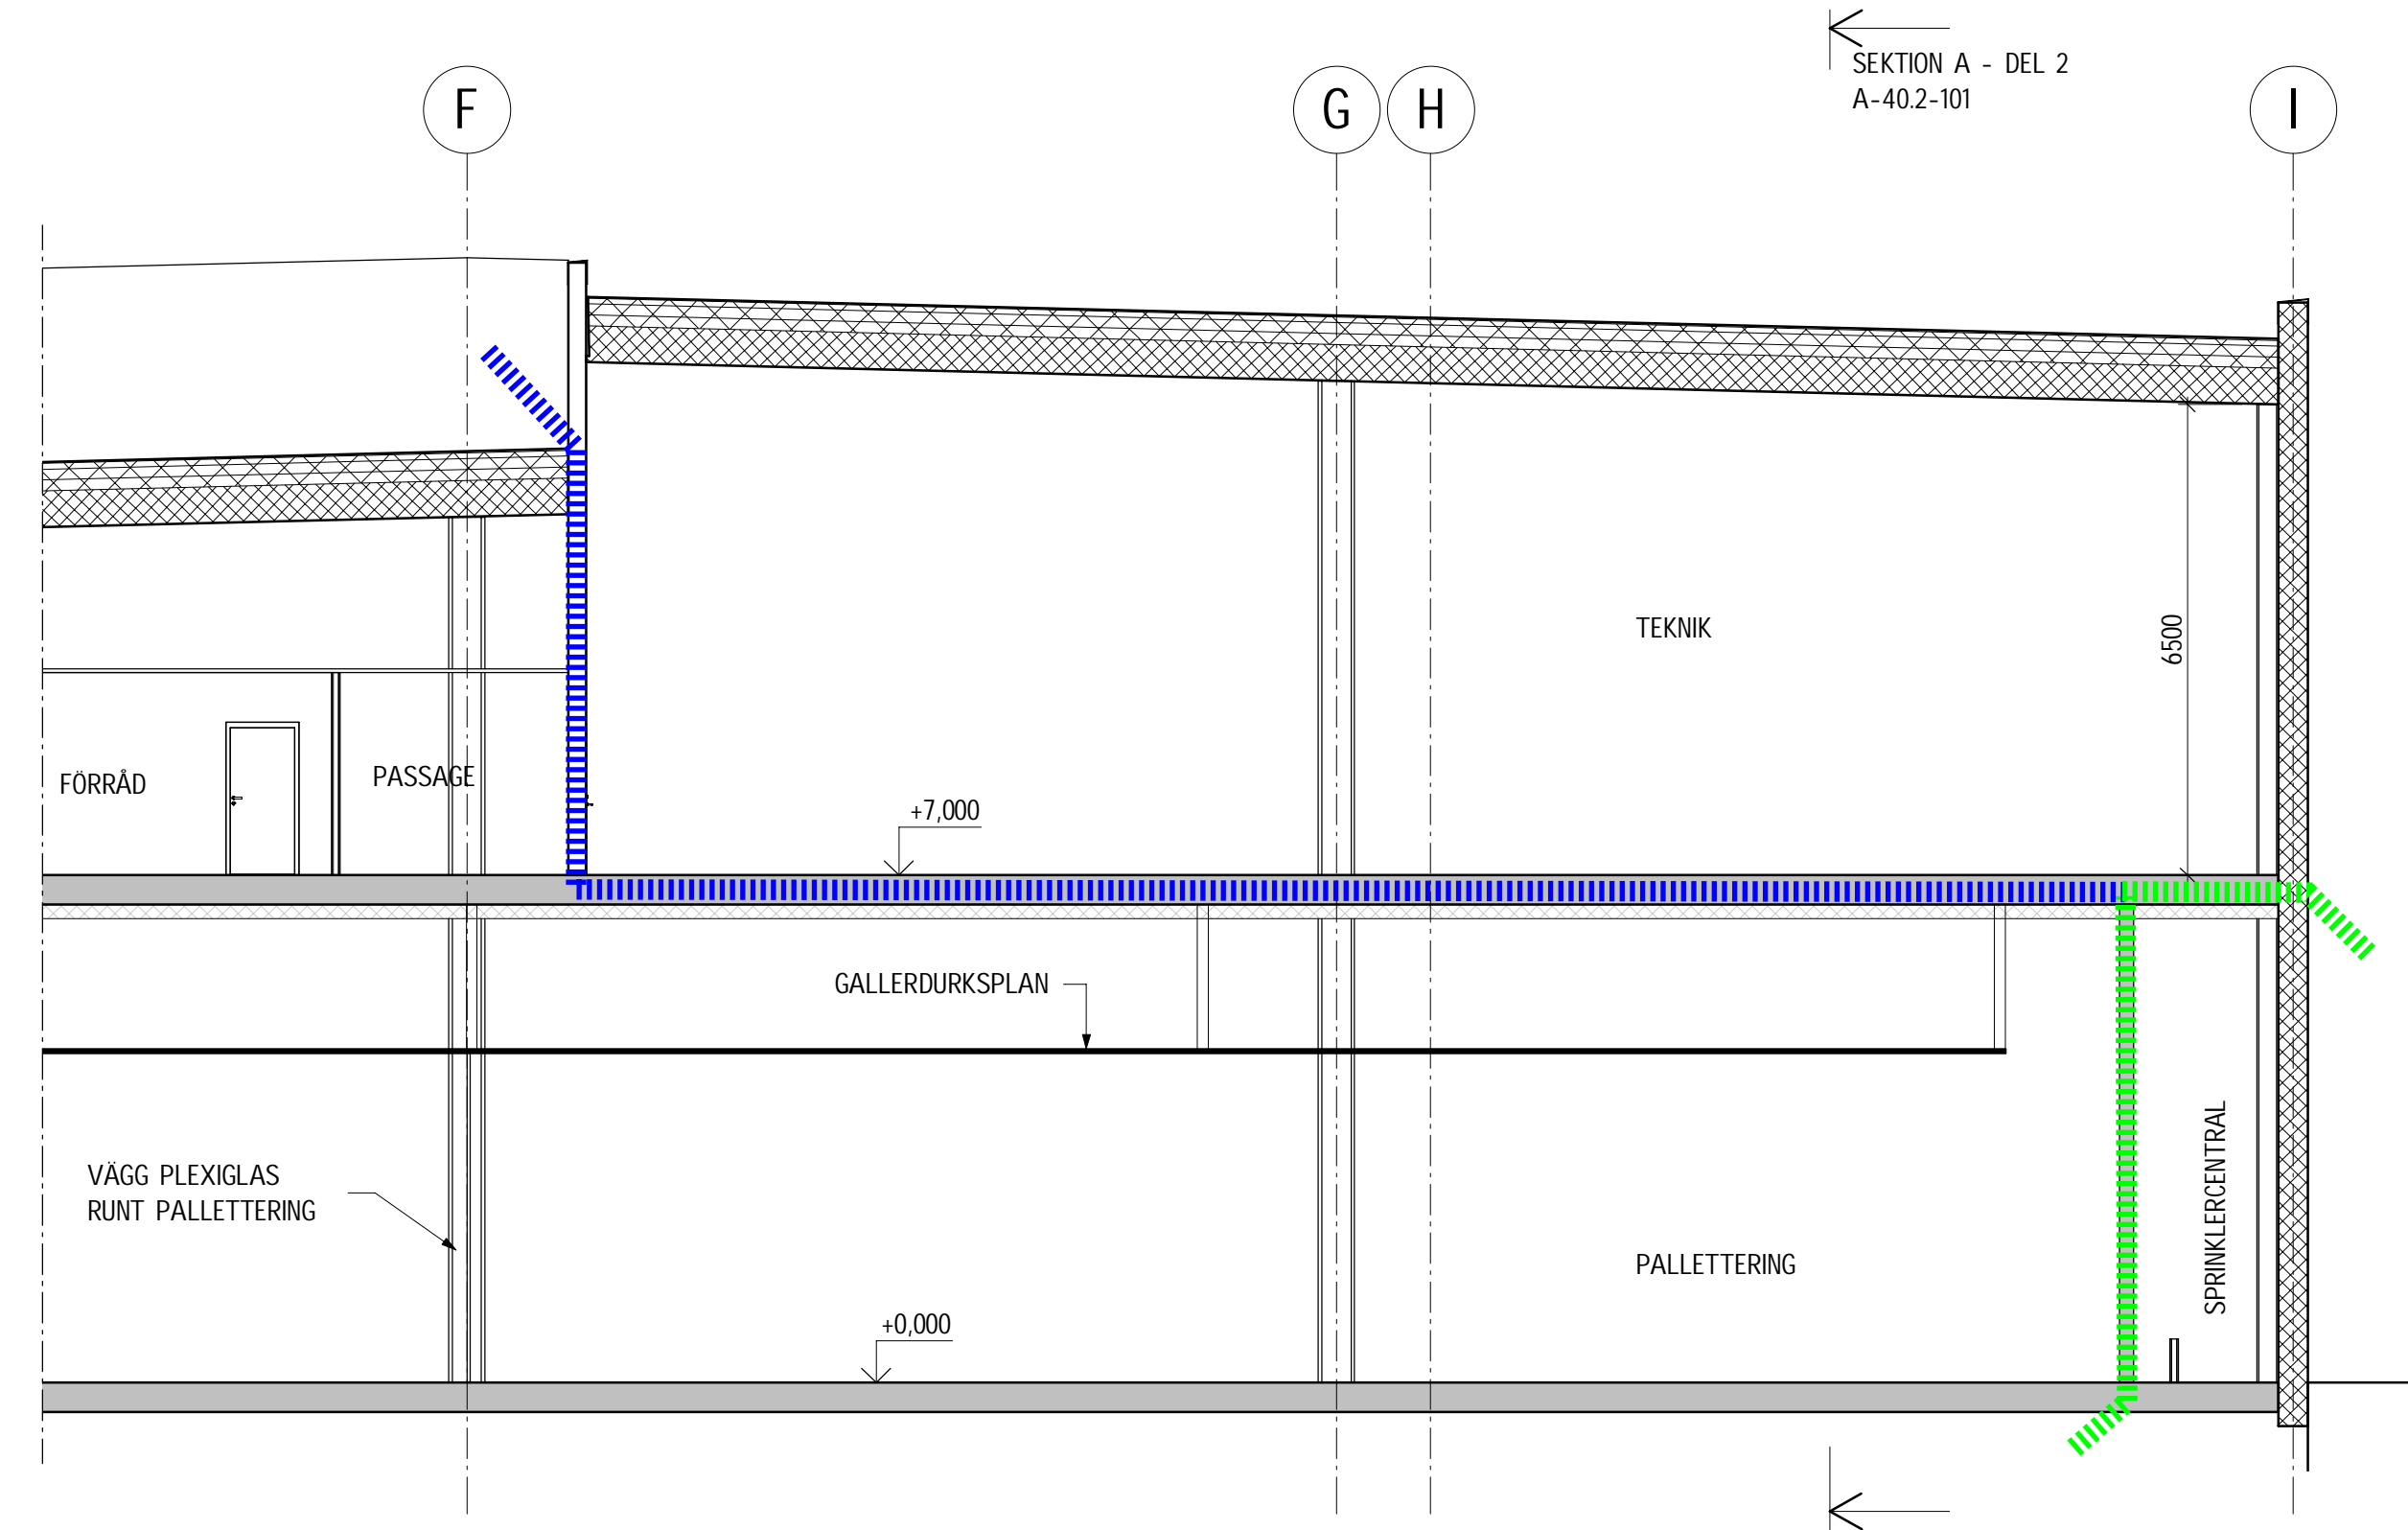 SEKTION A - DEL 2
A-40.2-101
F
G
H
I
TEKNIK
6500
FÖRRÅD
PASSAGE
+7,000
GALLERDURKSPLAN
VÄGG PLEXIGLAS
RUNT PALLETTERING
PALLETTERING
SPRINKLERCENTRAL
+0,000